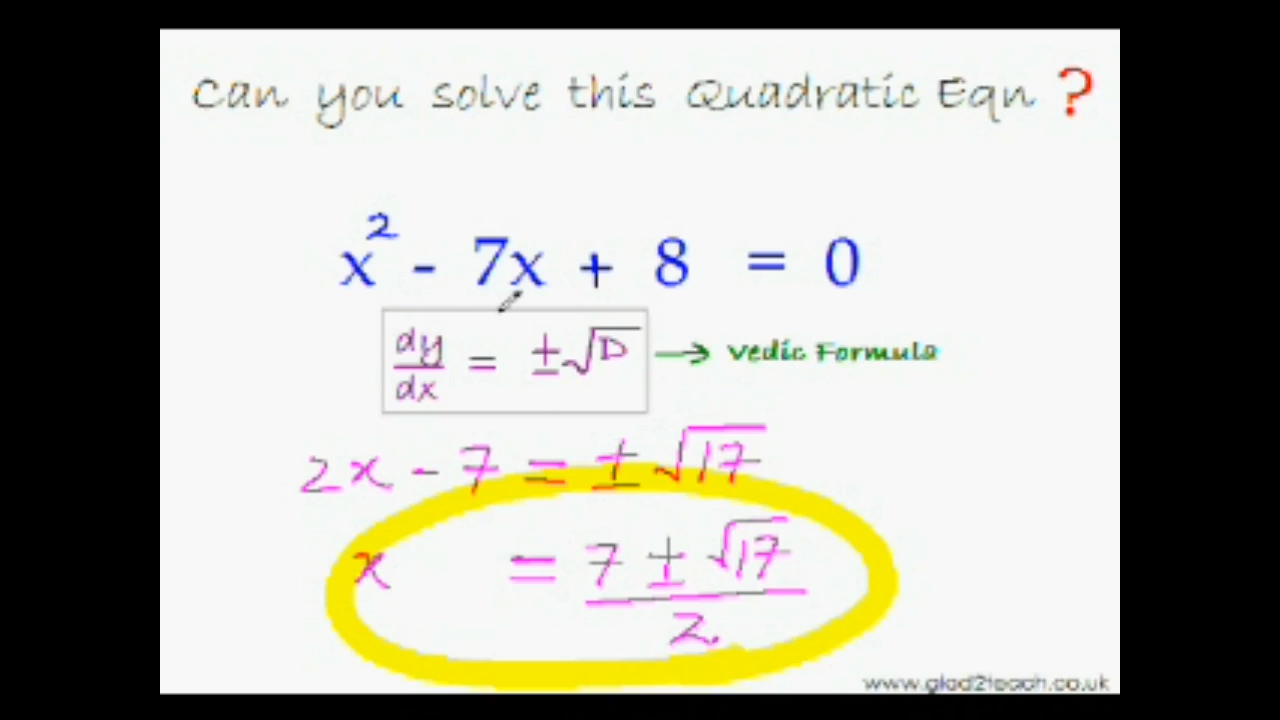 Can you solve this Quadratic Eqn ?
x² - 7x + 8 = 0
dy/dx = ±√D → Vedic Formula
2x - 7 = ±√17
x = (7 ± √17)/2
www.glad2teach.co.uk